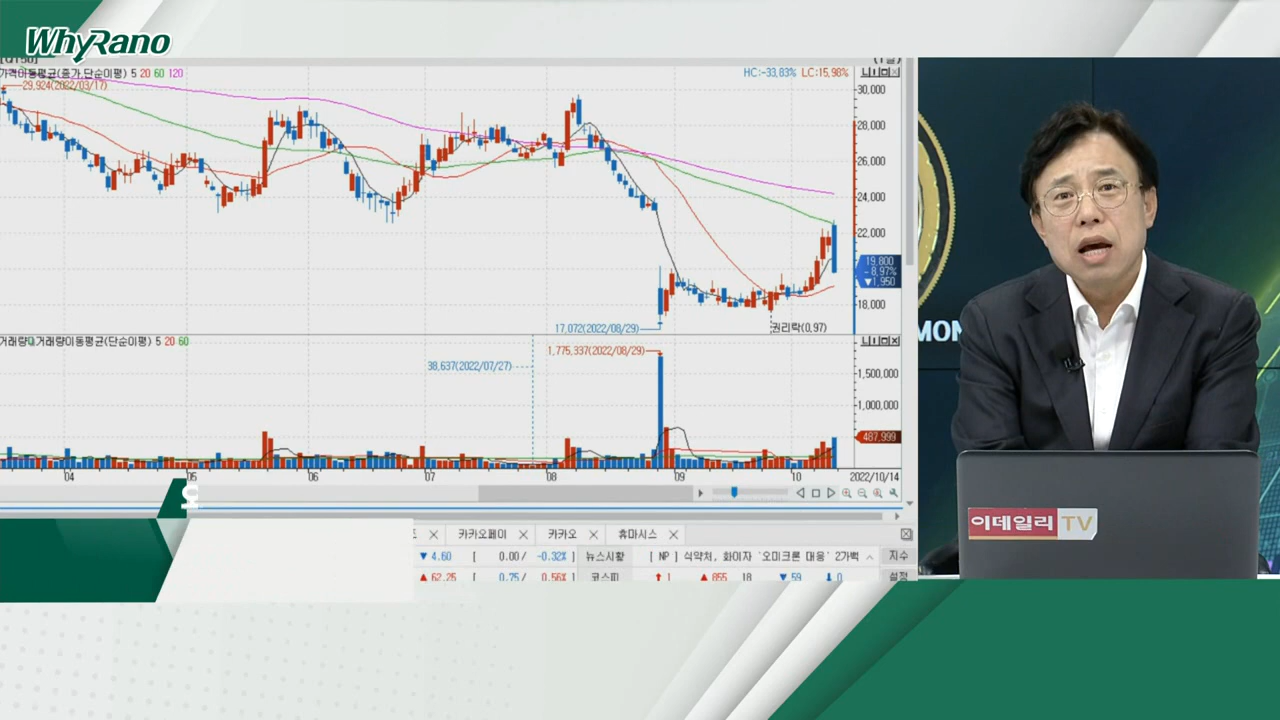 WhyRano
가격이동평균(종가,단순이평) 5 20 60 120
HC:-33,83% LC:15,98%
29,924(2022/03/17)
30,000
28,000
26,000
24,000
22,000
19,800
-8,97%
▼1,950
18,000
17,072(2022/08/29)
권리락(0,97)
거래량 거래량이동평균(단순이평) 5 20 60
1,775,337(2022/08/29)
38,637(2022/07/27)
1,500,000
1,000,000
487,999
04 05 06 07 08 09 10 2022/10/14
카카오페이 카카오 휴마시스
▼ 4.60 [ 0.00/ -0.32% ] 뉴스시황 [ NP ] 식약처, 화이자 '오미크론 대응' 2가백 지수
▲ 62.25 [ 0.75/ 0.56% ] 코스피 1 ▲ 855 18 ▼ 59 0 설정
MON
이데일리 TV